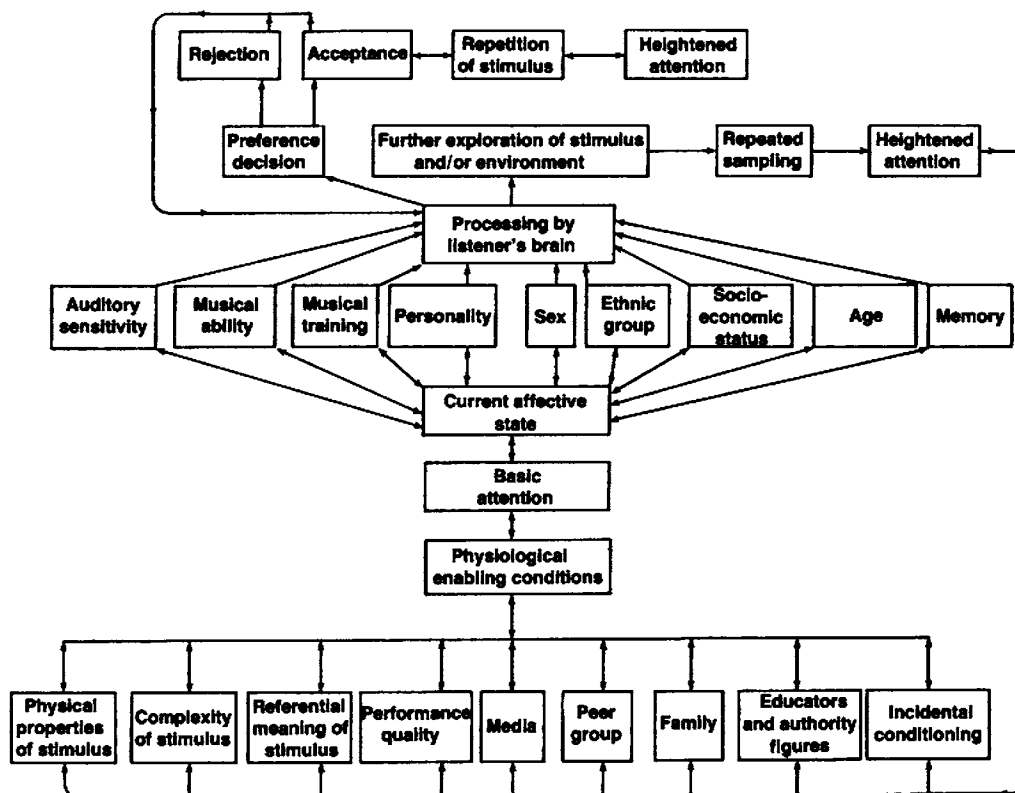 Rejection
Acceptance
Repetition
of stimulus
Heightened
attention
Preference
decision
Further exploration of stimulus
and/or environment
Repeated
sampling
Heightened
attention
Processing by
listener's brain
Auditory
sensitivity
Musical
ability
Musical
training
Personality
Sex
Ethnic
group
Socio-
economic
status
Age
Memory
Current affective
state
Basic
attention
Physiological
enabling conditions
Physical
properties
of stimulus
Complexity
of stimulus
Referential
meaning of
stimulus
Performance
quality
Media
Peer
group
Family
Educators
and authority
figures
Incidental
conditioning